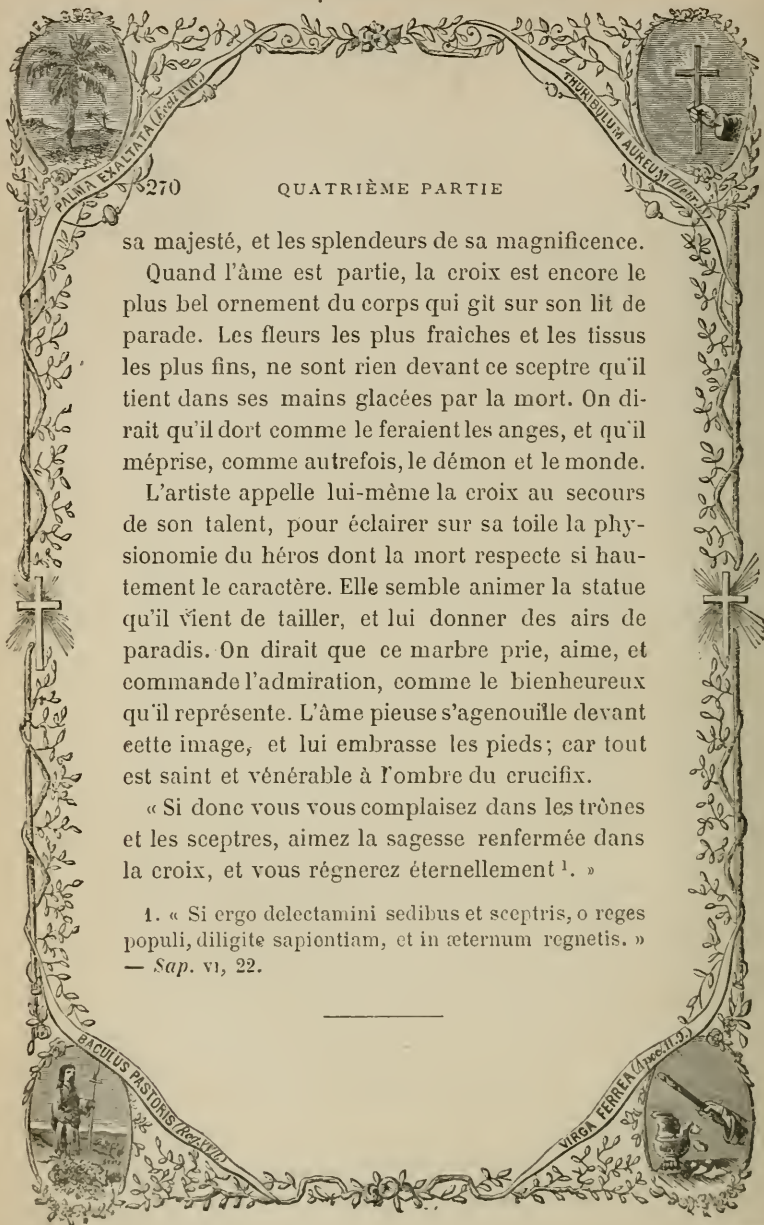 PALMA EXALTATA
THURIBULUM AUREUM
270 QUATRIÈME PARTIE
sa majesté, et les splendeurs de sa magnificence.
Quand l'âme est partie, la croix est encore le
plus bel ornement du corps qui gît sur son lit de
parade. Les fleurs les plus fraîches et les tissus
les plus fins, ne sont rien devant ce sceptre qu'il
tient dans ses mains glacées par la mort. On di-
rait qu'il dort comme le feraient les anges, et qu'il
méprise, comme autrefois, le démon et le monde.
L'artiste appelle lui-même la croix au secours
de son talent, pour éclairer sur sa toile la phy-
sionomie du héros dont la mort respecte si hau-
tement le caractère. Elle semble animer la statue
qu'il vient de tailler, et lui donner des airs de
paradis. On dirait que ce marbre prie, aime, et
commande l'admiration, comme le bienheureux
qu'il représente. L'âme pieuse s'agenouille devant
cette image, et lui embrasse les pieds; car tout
est saint et vénérable à l'ombre du crucifix.
« Si donc vous vous complaisez dans les trônes
et les sceptres, aimez la sagesse renfermée dans
la croix, et vous régnerez éternellement ¹. »
1. « Si ergo delectamini sedibus et sceptris, o reges
populi, diligite sapientiam, et in æternum regnetis. »
— Sap. VI, 22.
BACULUS PASTORIS
VIRGA FERREA (Apoc. II. 9.)